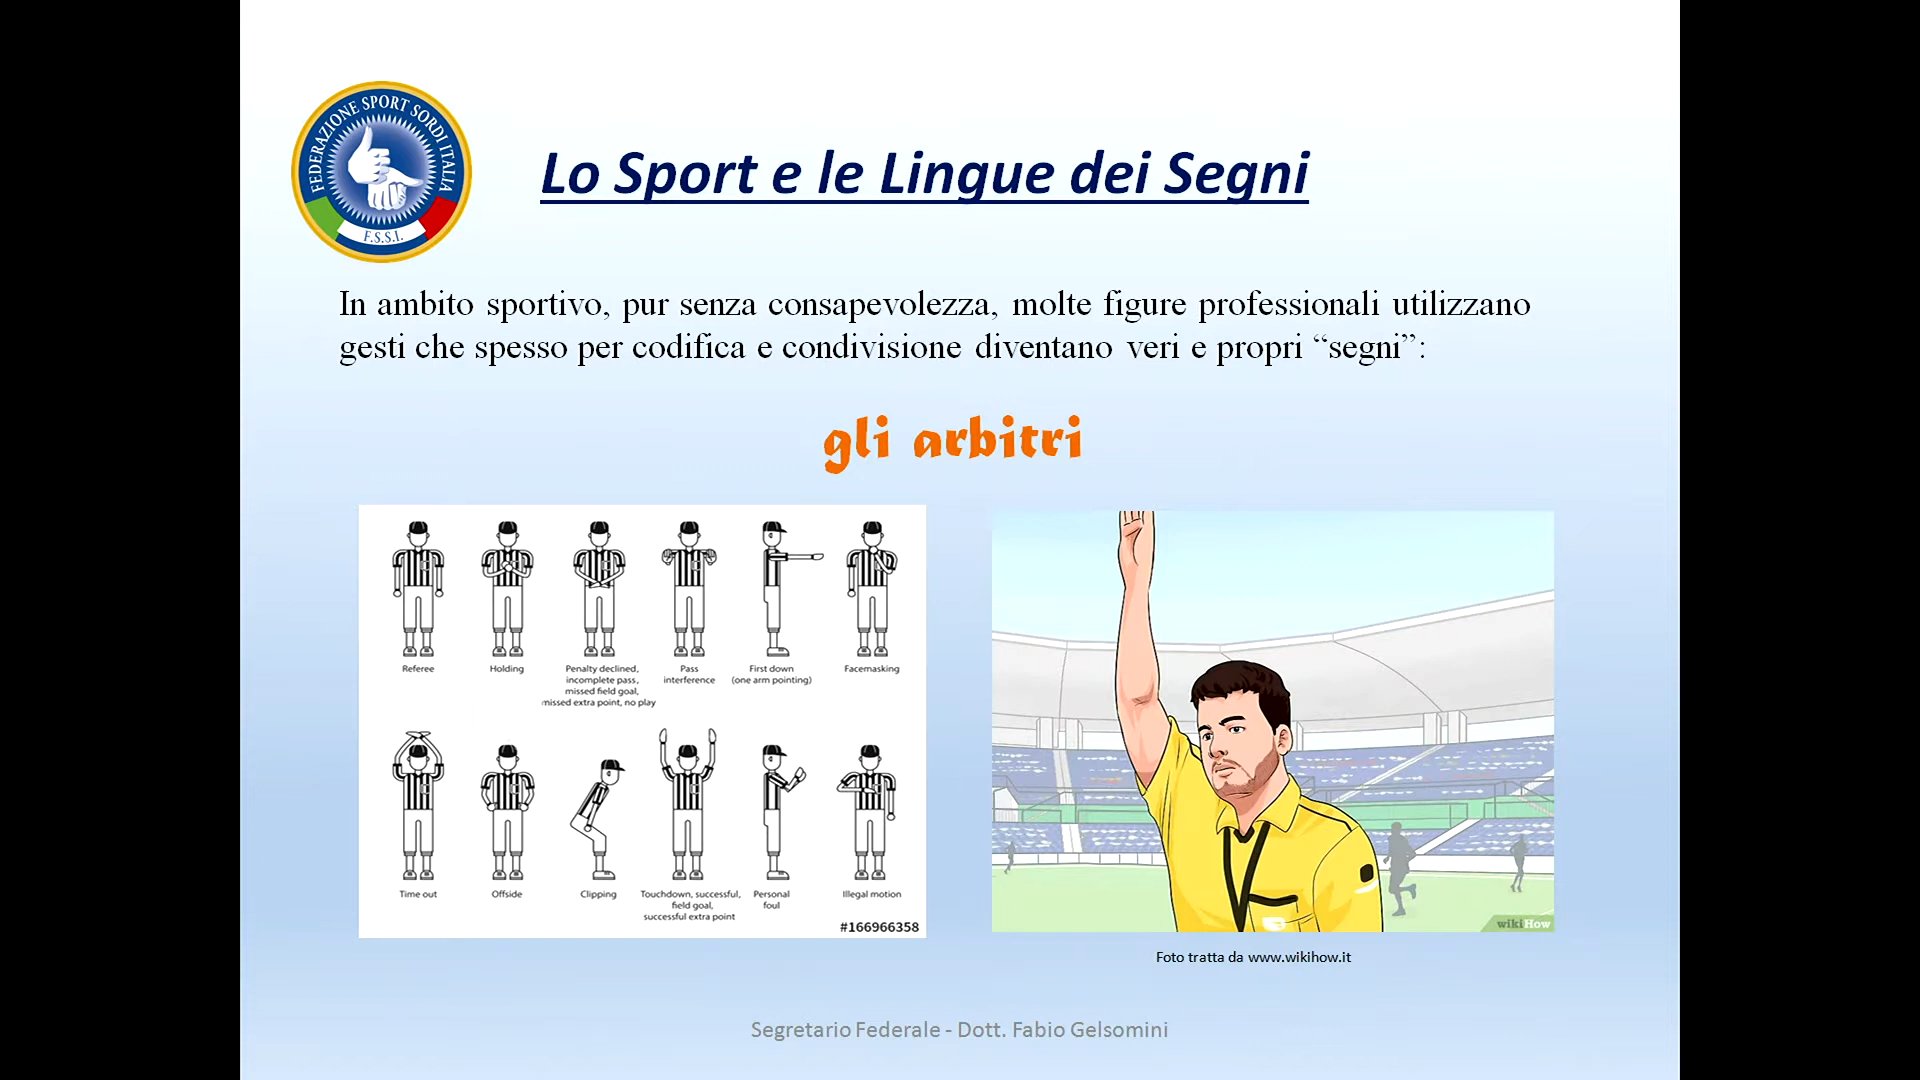 FEDERAZIONE SPORT SORDI ITALIA
F.S.S.I.
Lo Sport e le Lingue dei Segni
In ambito sportivo, pur senza consapevolezza, molte figure professionali utilizzano
gesti che spesso per codifica e condivisione diventano veri e propri “segni”:
gli arbitri
Referee
Holding
Penalty declined,
incomplete pass,
missed field goal,
missed extra point, no play
Pass
interference
First down
(one arm pointing)
Facemasking
Time out
Offside
Clipping
Touchdown, successful,
field goal,
successful extra point
Personal
foul
Illegal motion
#166966358
wikiHow
Foto tratta da www.wikihow.it
Segretario Federale - Dott. Fabio Gelsomini